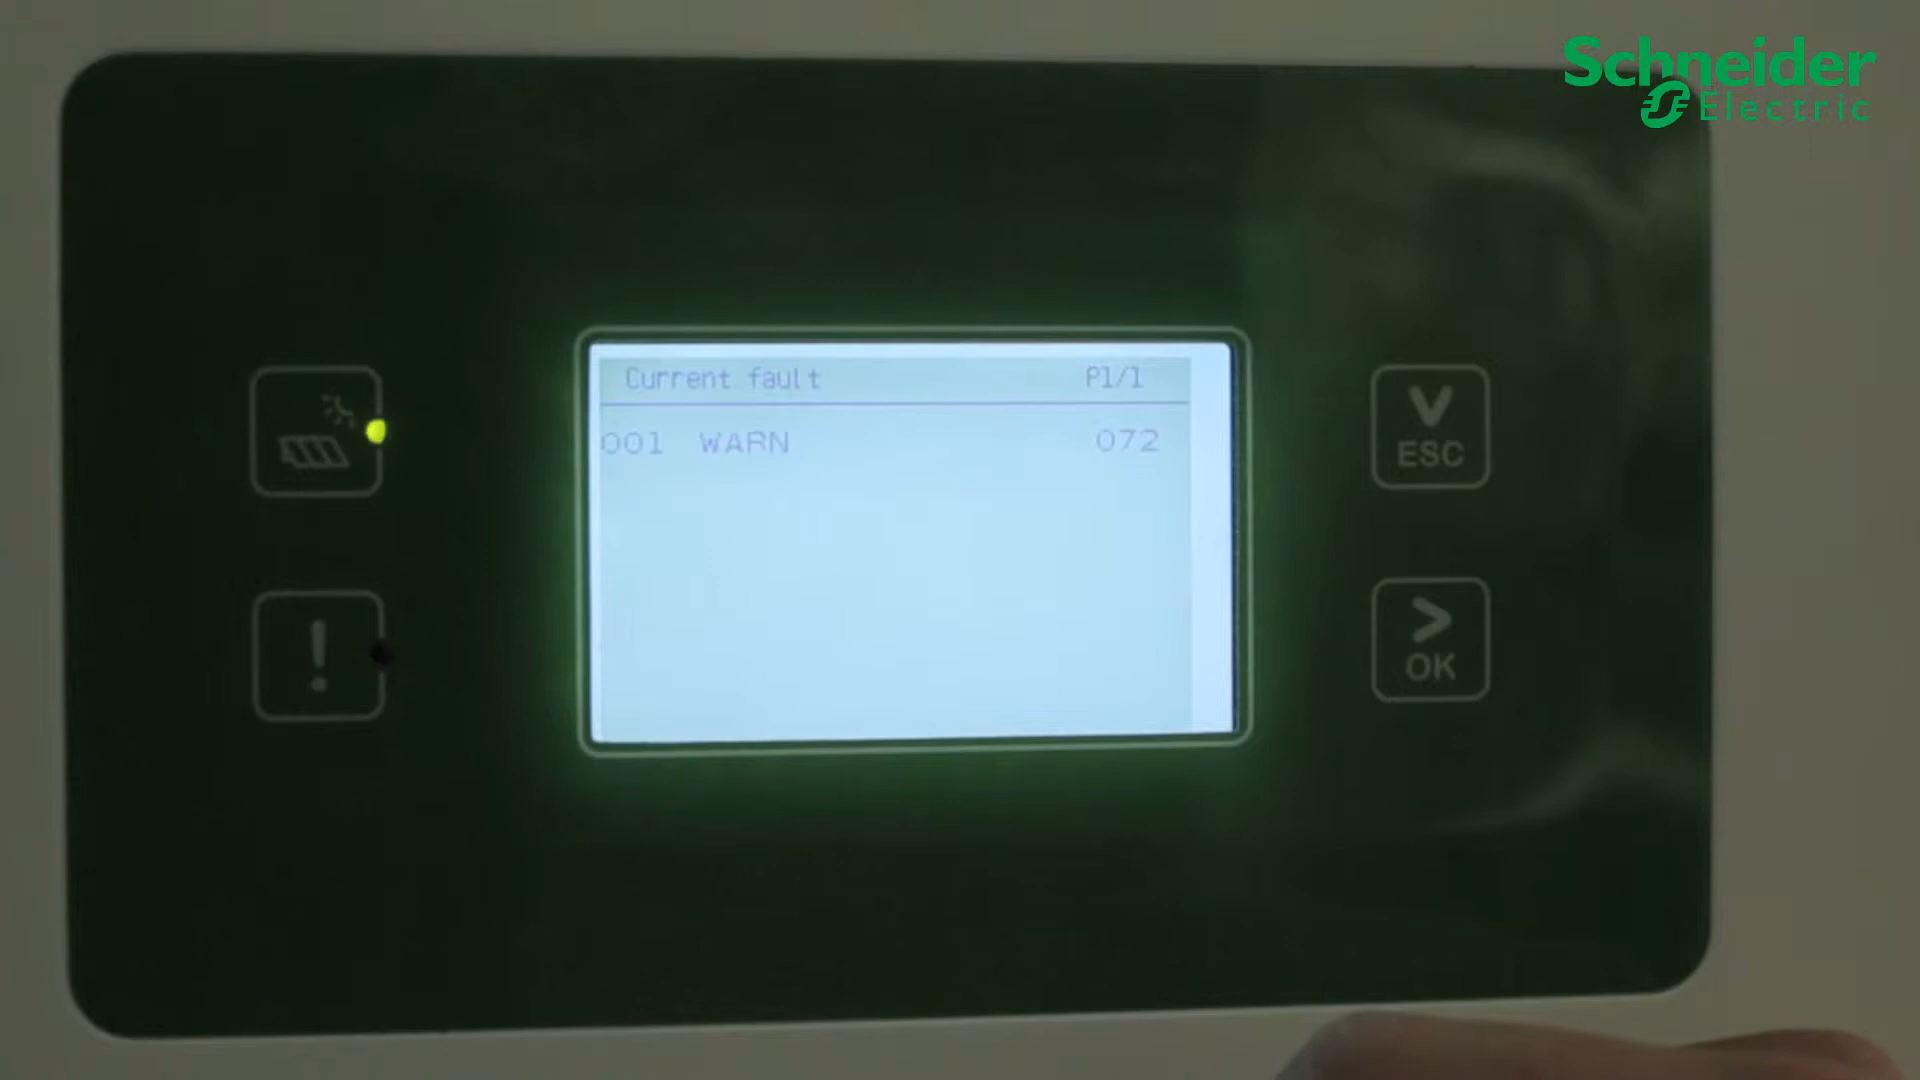 Schneider
Electric
Current fault P1/1
001 WARN 072
ESC
OK